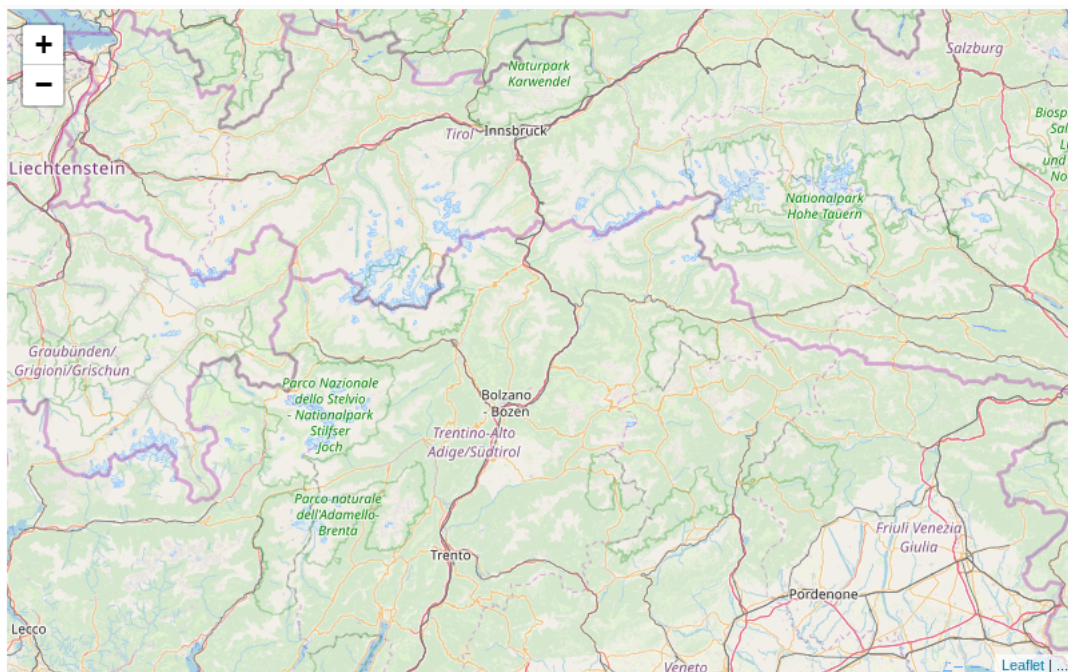 +
−
Salzburg
Naturpark
Karwendel
Tirol
Innsbruck
Liechtenstein
Nationalpark
Hohe Tauern
Graubünden/
Grigioni/Grischun
Parco Nazionale
dello Stelvio
- Nationalpark
Stilfser
Joch
Bolzano
- Bozen
Trentino-Alto
Adige/Südtirol
Parco naturale
dell'Adamello-
Brenta
Friuli Venezia
Giulia
Trento
Pordenone
Lecco
Veneto
Leaflet | ...